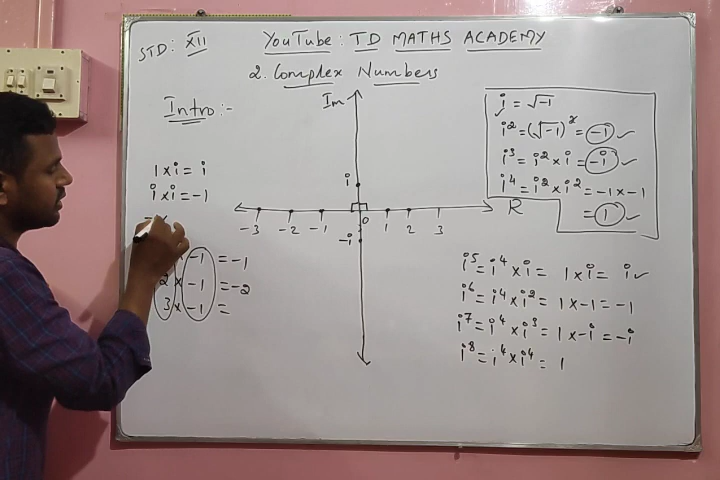 STD: XII
YouTube: TD MATHS ACADEMY
2. Complex Numbers
Intro:-
1 × i = i
i × i = -1
-1 = -1
2 × -1 = -2
3 × -1 =
Im
i
-3 -2 -1 0 1 2 3
R
-i
i = √-1
i² = (√-1)² = -1
i³ = i² × i = -i
i⁴ = i² × i² = -1 × -1
= 1
i⁵ = i⁴ × i = 1 × i = i
i⁶ = i⁴ × i² = 1 × -1 = -1
i⁷ = i⁴ × i³ = 1 × -i = -i
i⁸ = i⁴ × i⁴ = 1